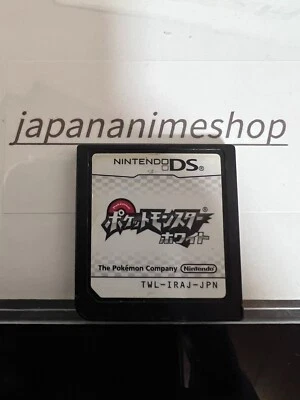 japananimeshop
NINTENDO DS
ポケットモンスター
ホワイト
The Pokémon Company Nintendo
TWL-IRAJ-JPN